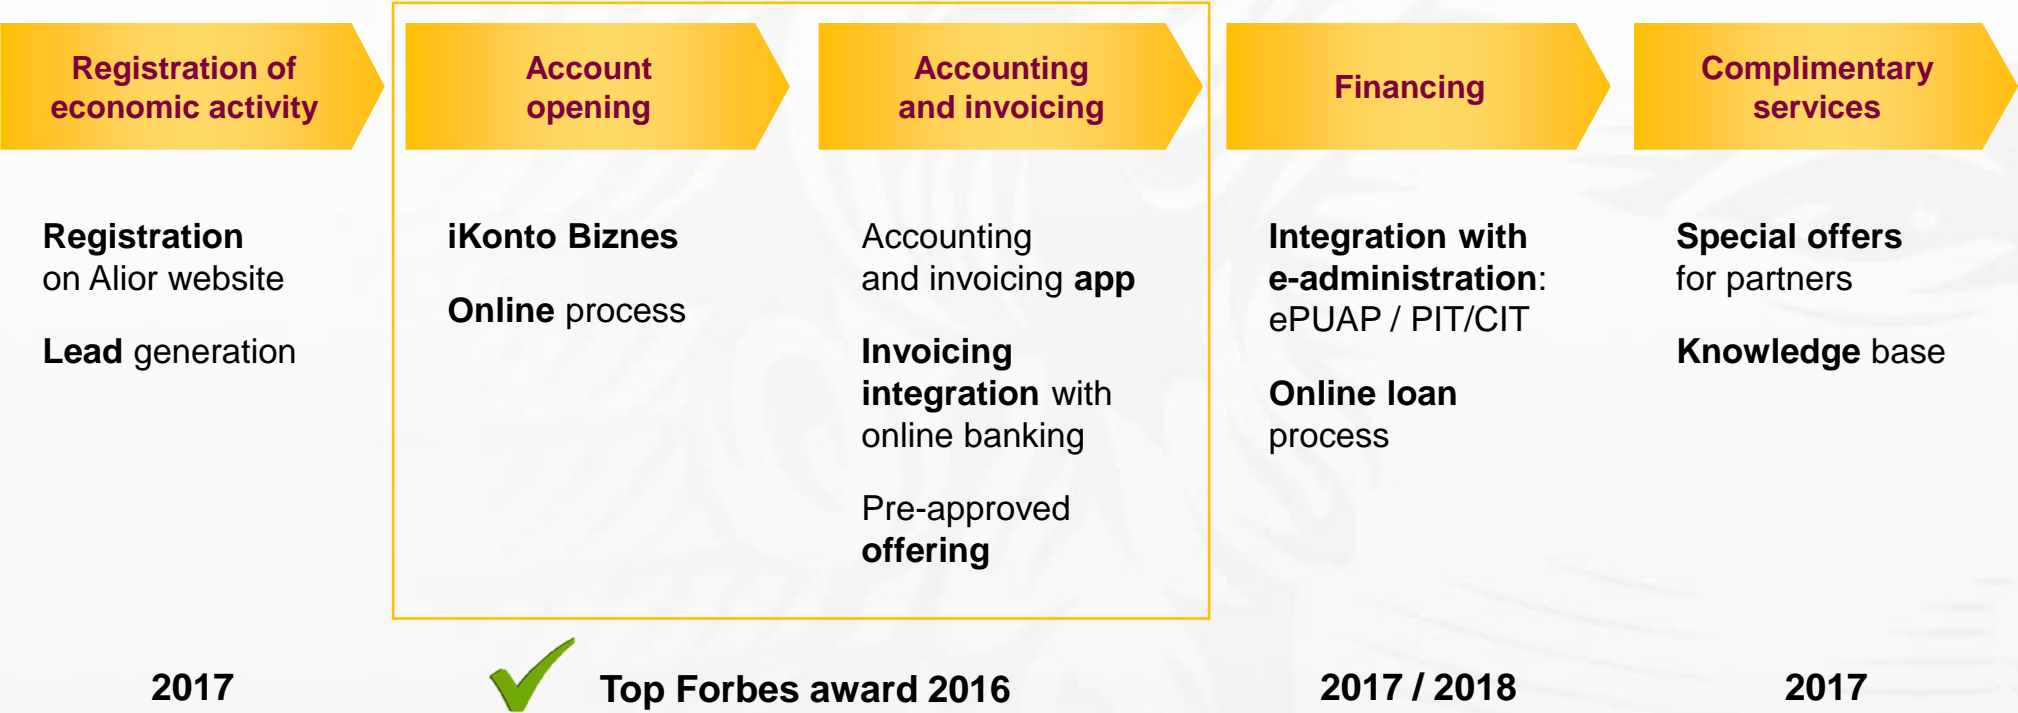 Registration of
economic activity
Account
opening
Accounting
and invoicing
Financing
Complimentary
services
Registration
on Alior website
Lead generation
iKonto Biznes
Online process
Accounting
and invoicing app
Invoicing
integration with
online banking
Pre-approved
offering
Integration with
e-administration:
ePUAP / PIT/CIT
Online loan
process
Special offers
for partners
Knowledge base
2017
Top Forbes award 2016
2017 / 2018
2017